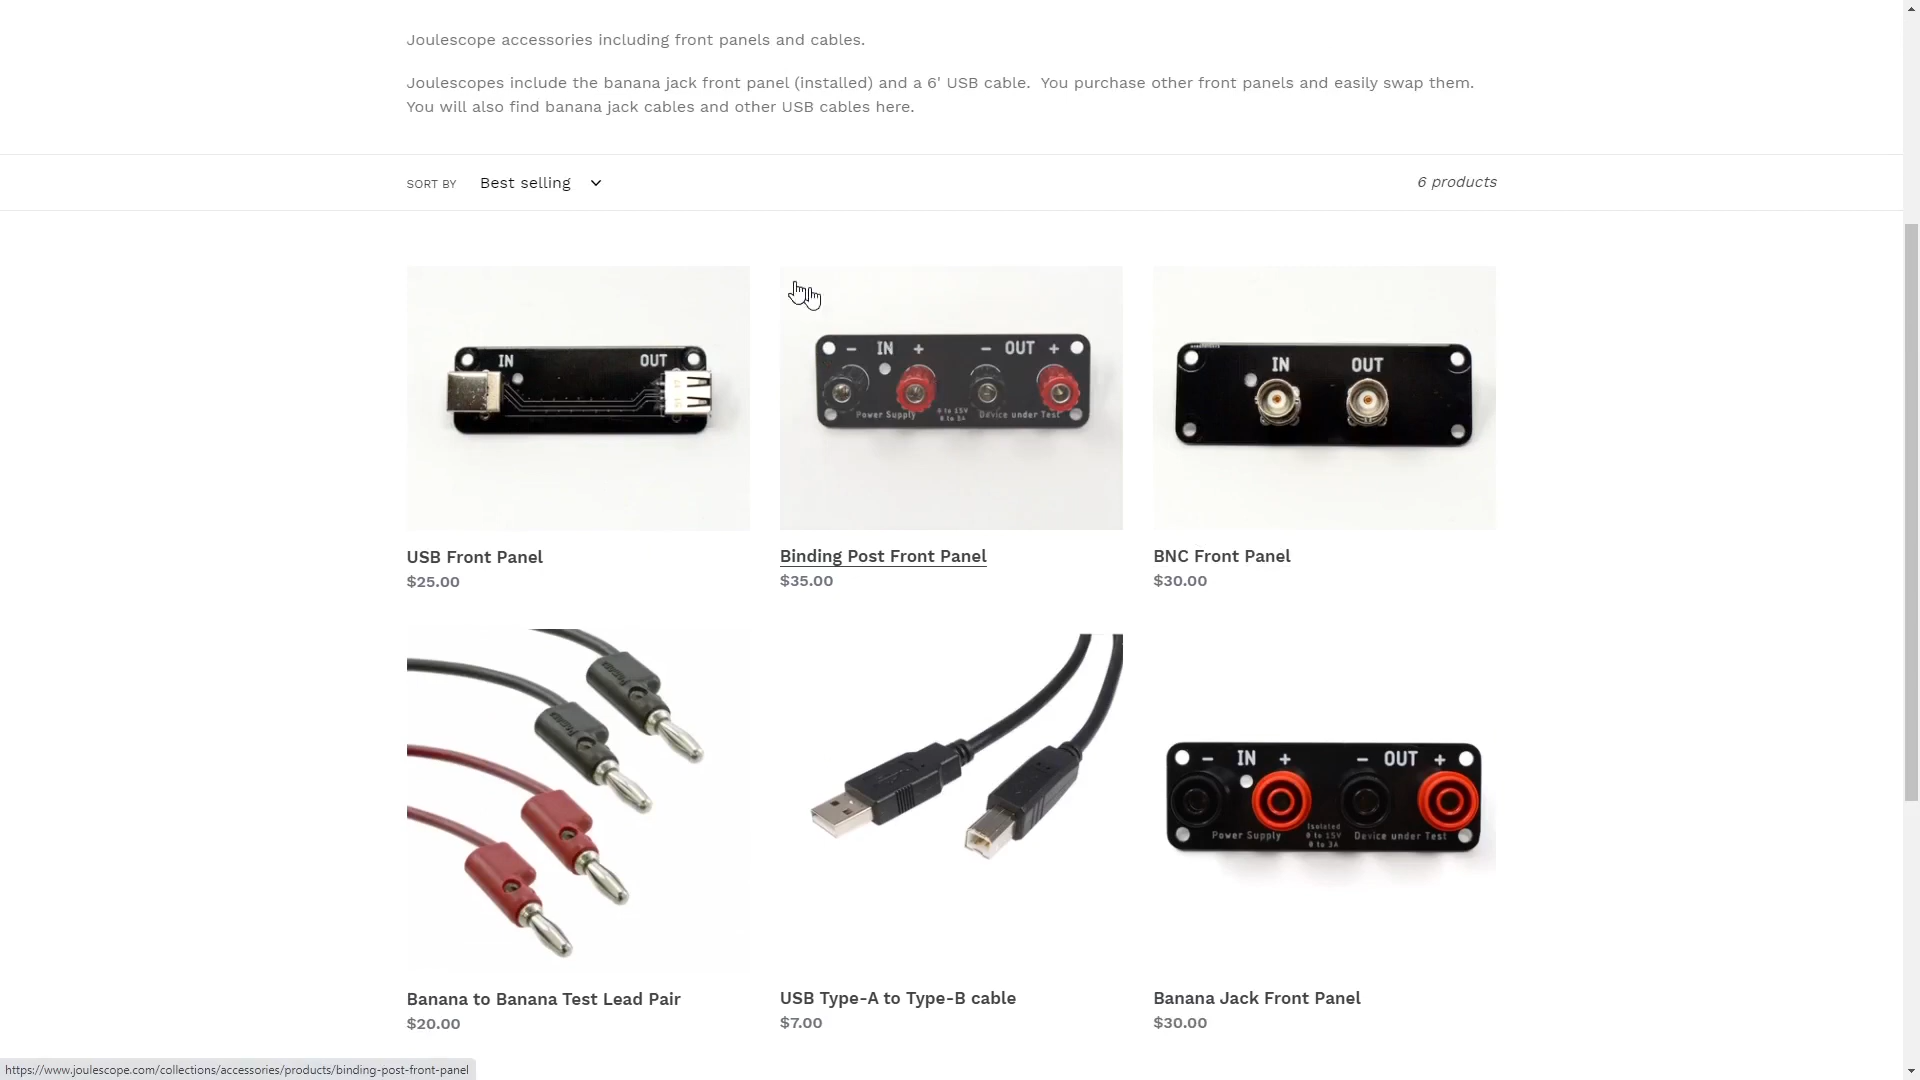 Joulescope accessories including front panels and cables.
Joulescopes include the banana jack front panel (installed) and a 6' USB cable.  You purchase other front panels and easily swap them.
You will also find banana jack cables and other USB cables here.
SORT BY
Best selling
6 products
IN
OUT
− IN +
− OUT +
Power Supply
0 to 15V
0 to 3A
Device under Test
IN
OUT
USB Front Panel
$25.00
Binding Post Front Panel
$35.00
BNC Front Panel
$30.00
− IN +
− OUT +
Power Supply
Isolated
0 to 15V
0 to 3A
Device under Test
Banana to Banana Test Lead Pair
$20.00
USB Type-A to Type-B cable
$7.00
Banana Jack Front Panel
$30.00
https://www.joulescope.com/collections/accessories/products/binding-post-front-panel